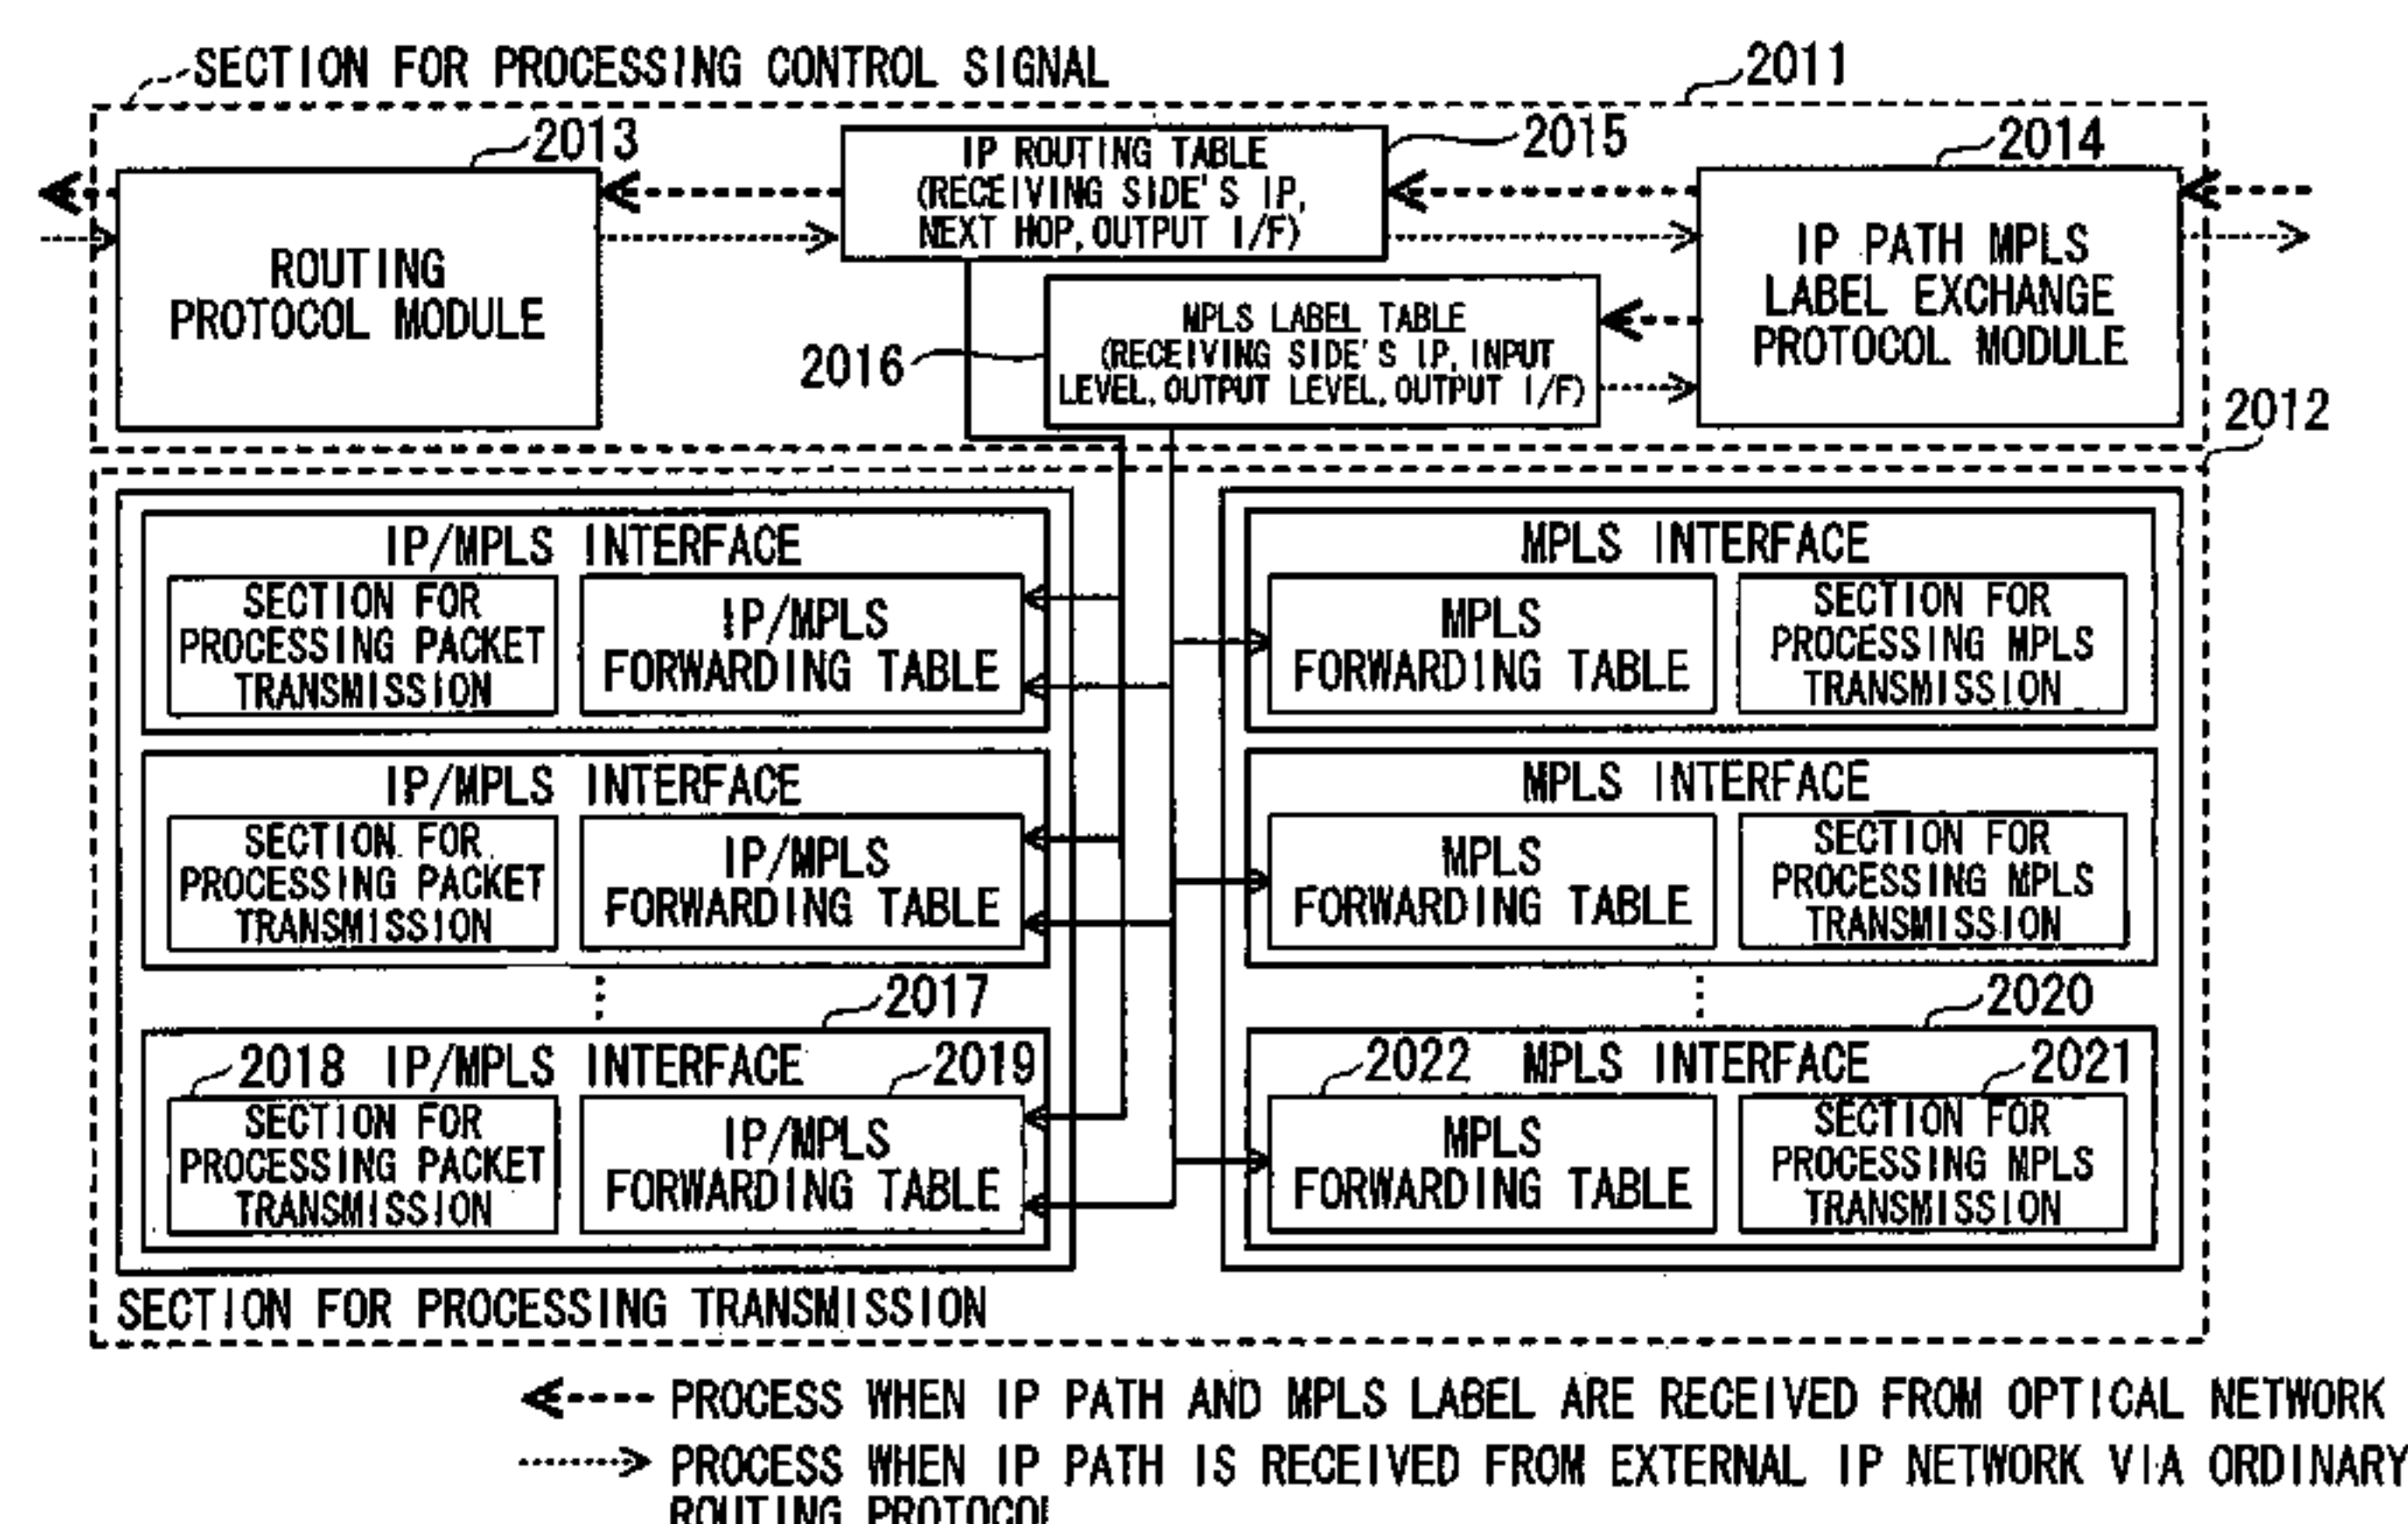 SECTION FOR PROCESSING CONTROL SIGNAL
2011
2013
2015
2014
ROUTING
PROTOCOL MODULE
IP ROUTING TABLE
(RECEIVING SIDE'S IP,
NEXT HOP, OUTPUT I/F)
IP PATH MPLS
LABEL EXCHANGE
PROTOCOL MODULE
2016
MPLS LABEL TABLE
(RECEIVING SIDE'S IP, INPUT
LEVEL, OUTPUT LEVEL, OUTPUT I/F)
2012
IP/MPLS INTERFACE
SECTION FOR
PROCESSING PACKET
TRANSMISSION
IP/MPLS
FORWARDING TABLE
MPLS INTERFACE
MPLS
FORWARDING TABLE
SECTION FOR
PROCESSING MPLS
TRANSMISSION
IP/MPLS INTERFACE
SECTION FOR
PROCESSING PACKET
TRANSMISSION
IP/MPLS
FORWARDING TABLE
MPLS INTERFACE
MPLS
FORWARDING TABLE
SECTION FOR
PROCESSING MPLS
TRANSMISSION
2017
2020
2018
IP/MPLS INTERFACE
2019
SECTION FOR
PROCESSING PACKET
TRANSMISSION
IP/MPLS
FORWARDING TABLE
2022
MPLS INTERFACE
2021
MPLS
FORWARDING TABLE
SECTION FOR
PROCESSING MPLS
TRANSMISSION
SECTION FOR PROCESSING TRANSMISSION
PROCESS WHEN IP PATH AND MPLS LABEL ARE RECEIVED FROM OPTICAL NETWORK
PROCESS WHEN IP PATH IS RECEIVED FROM EXTERNAL IP NETWORK VIA ORDINARY
ROUTING PROTOCOL